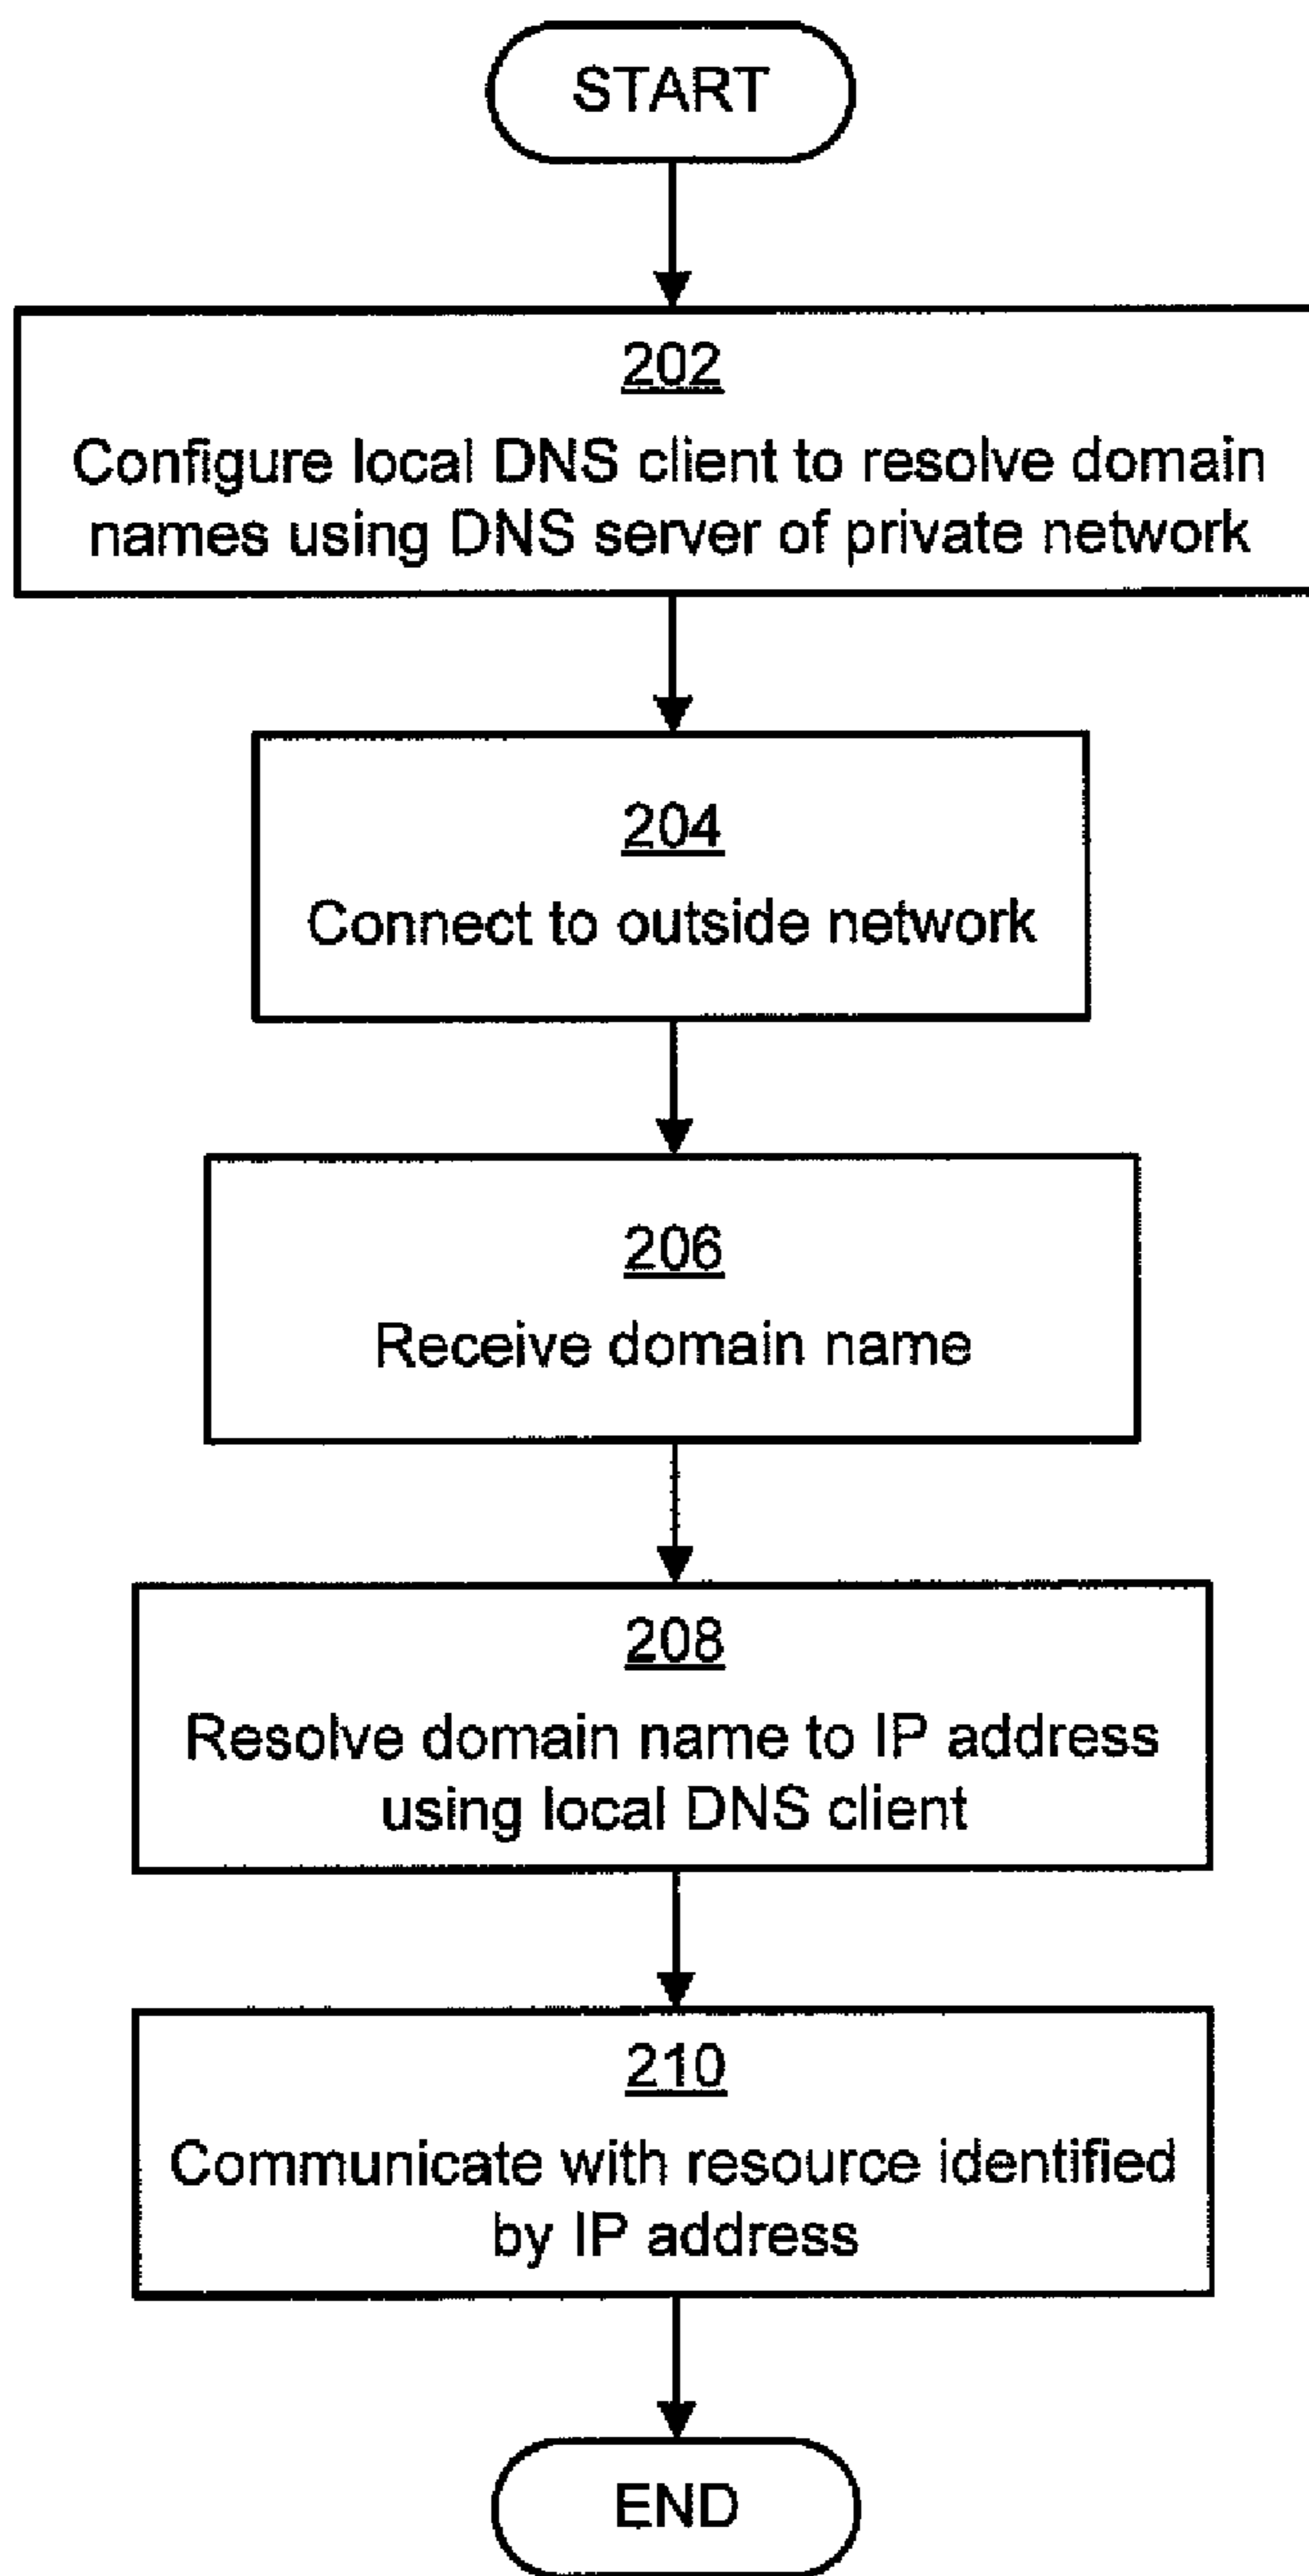 START
202
Configure local DNS client to resolve domain
names using DNS server of private network
204
Connect to outside network
206
Receive domain name
208
Resolve domain name to IP address
using local DNS client
210
Communicate with resource identified
by IP address
END